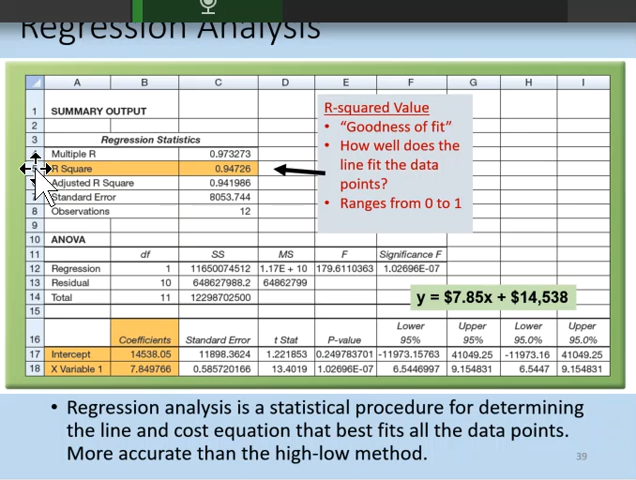 Regression Analysis
A B C D E F G H I
1 SUMMARY OUTPUT
2
3 Regression Statistics
4 Multiple R 0.973273
5 R Square 0.94726
Adjusted R Square 0.941986
7 Standard Error 8053.744
8 Observations 12
9
R-squared Value
• "Goodness of fit"
• How well does the
line fit the data
points?
• Ranges from 0 to 1
10 ANOVA
11 df SS MS F Significance F
12 Regression 1 11650074512 1.17E + 10 179.6110363 1.02696E-07
13 Residual 10 648627988.2 64862799
14 Total 11 12298702500
y = $7.85x + $14,538
15
Lower Upper Lower Upper
16 Coefficients Standard Error t Stat P-value 95% 95% 95.0% 95.0%
17 Intercept 14538.05 11898.3624 1.221853 0.249783701 -11973.15763 41049.25 -11973.16 41049.25
18 X Variable 1 7.849766 0.585720166 13.4019 1.02696E-07 6.5446997 9.154831 6.5447 9.154831
• Regression analysis is a statistical procedure for determining
the line and cost equation that best fits all the data points.
More accurate than the high-low method.
39